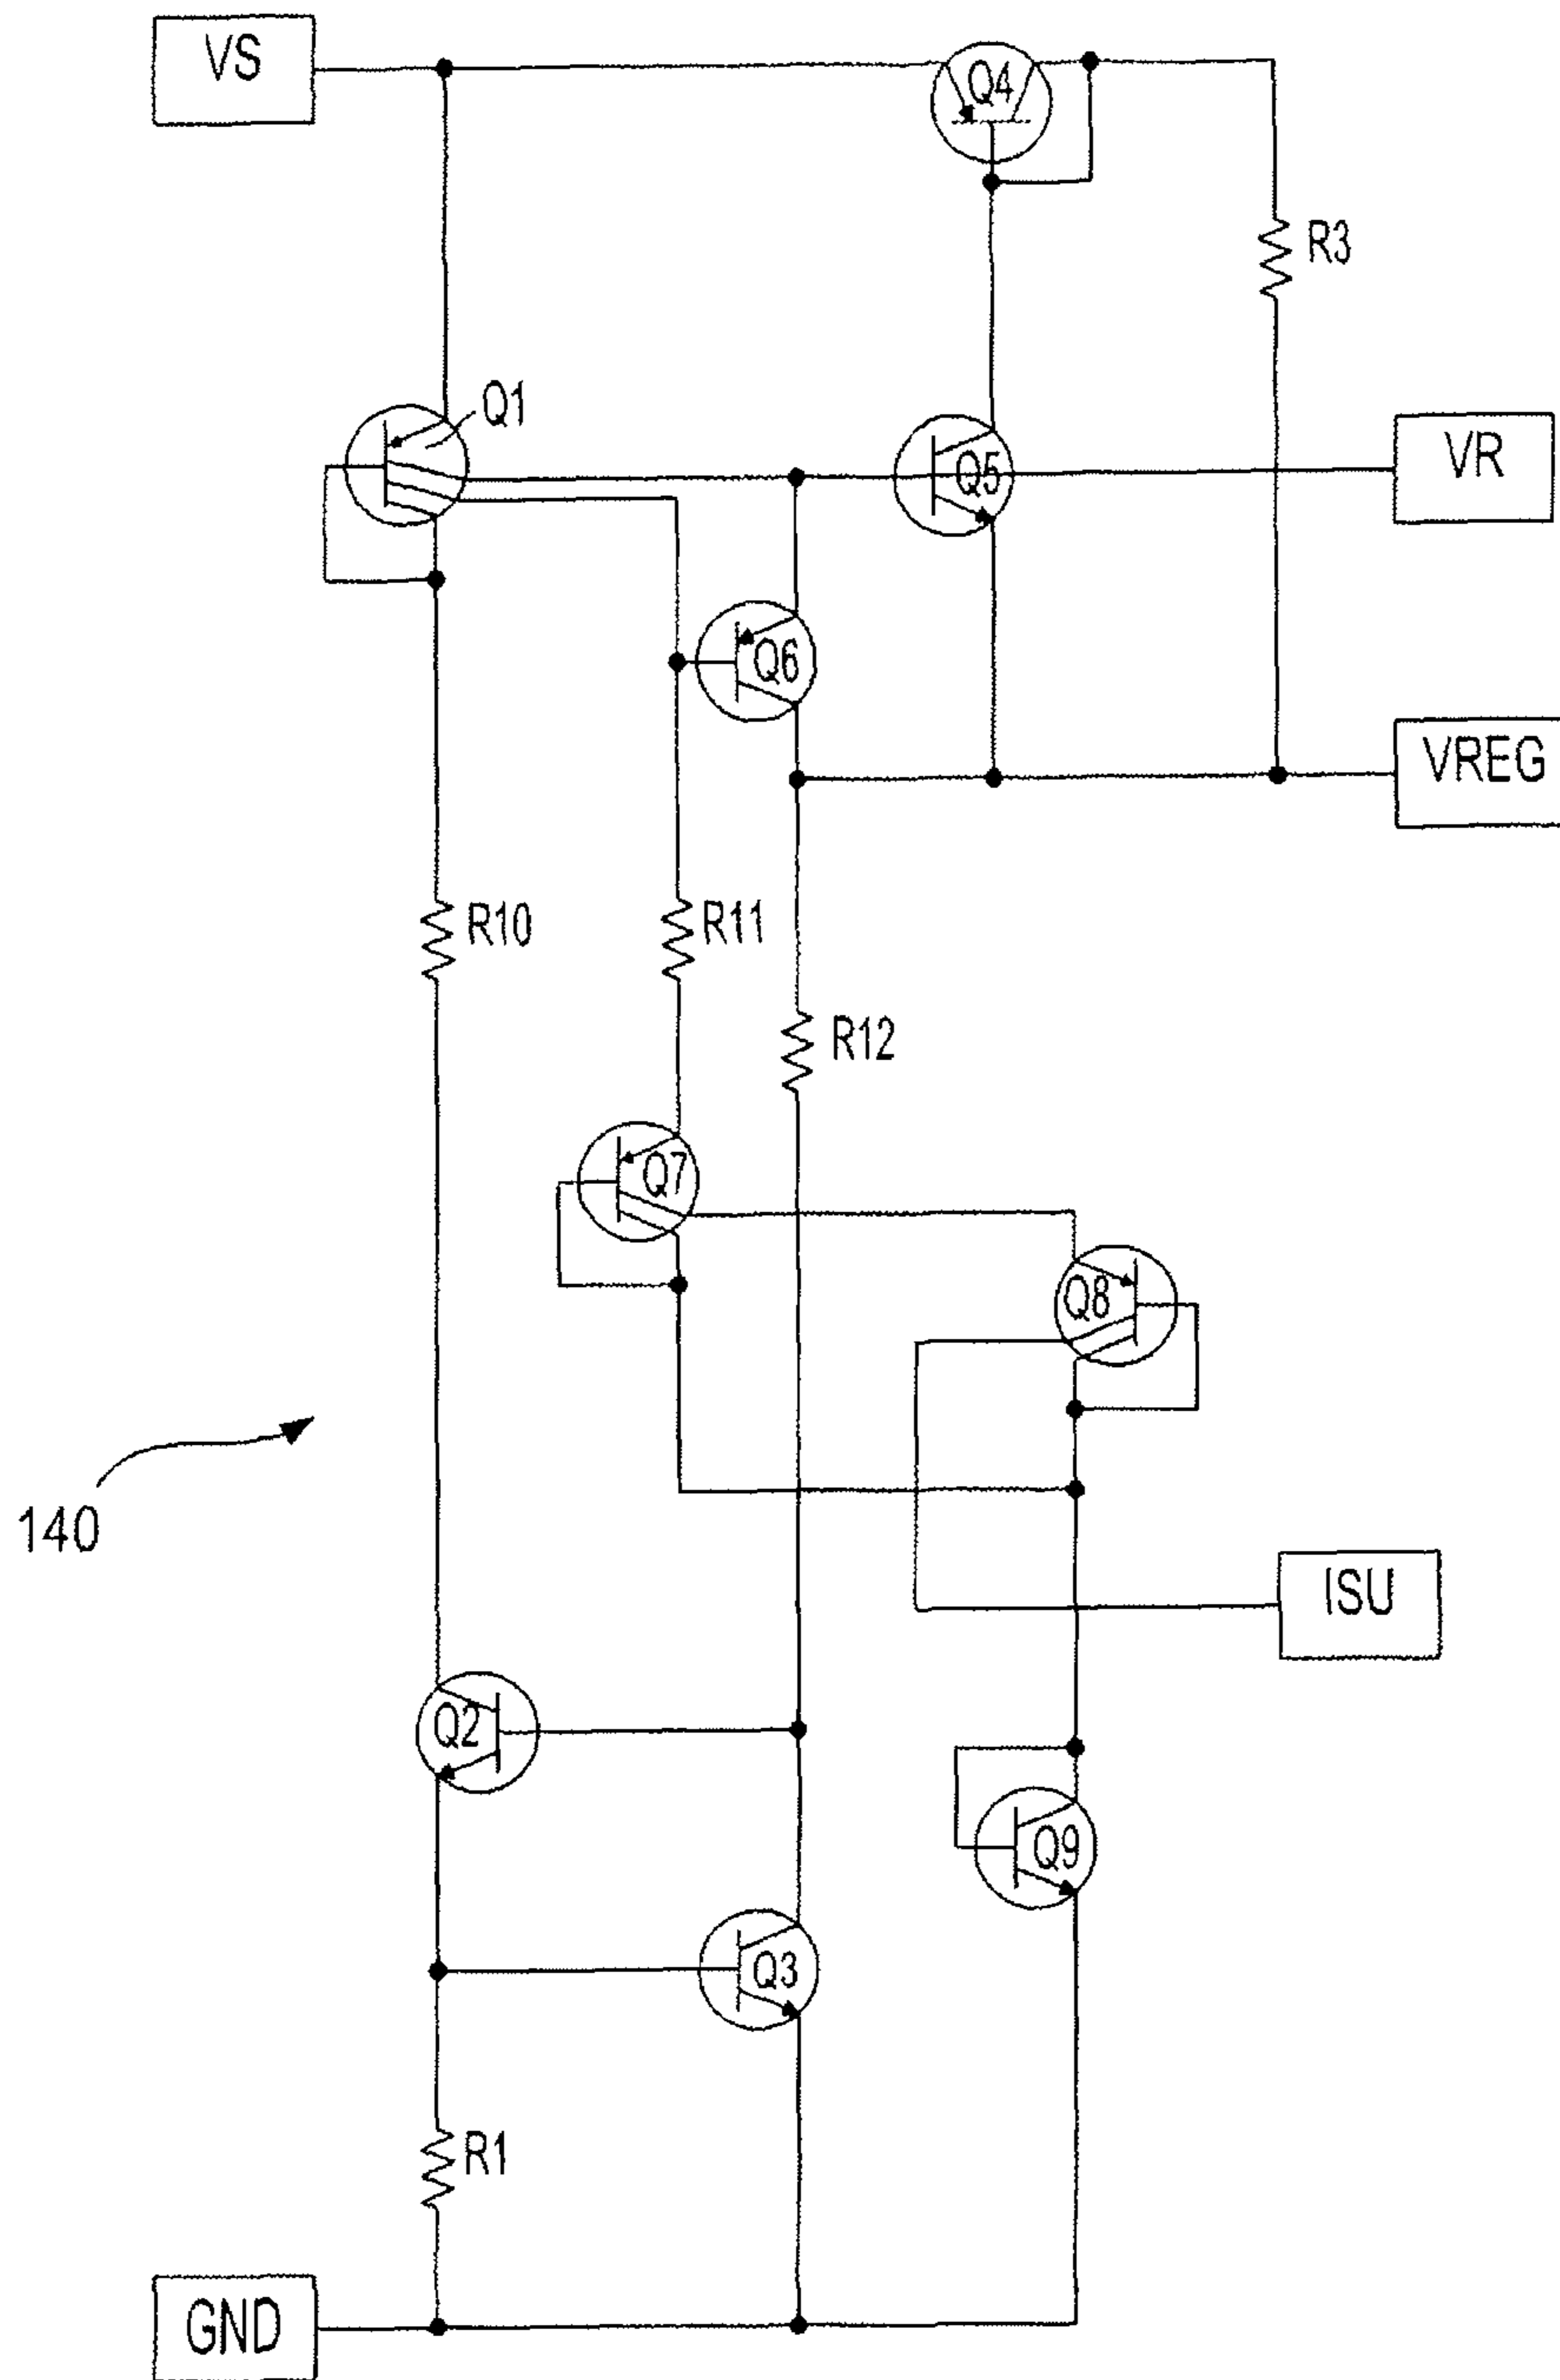 VS
Q4
R3
Q1
VR
Q5
Q6
VREG
R10
R11
R12
Q7
Q8
140
ISU
Q2
Q9
Q3
R1
GND